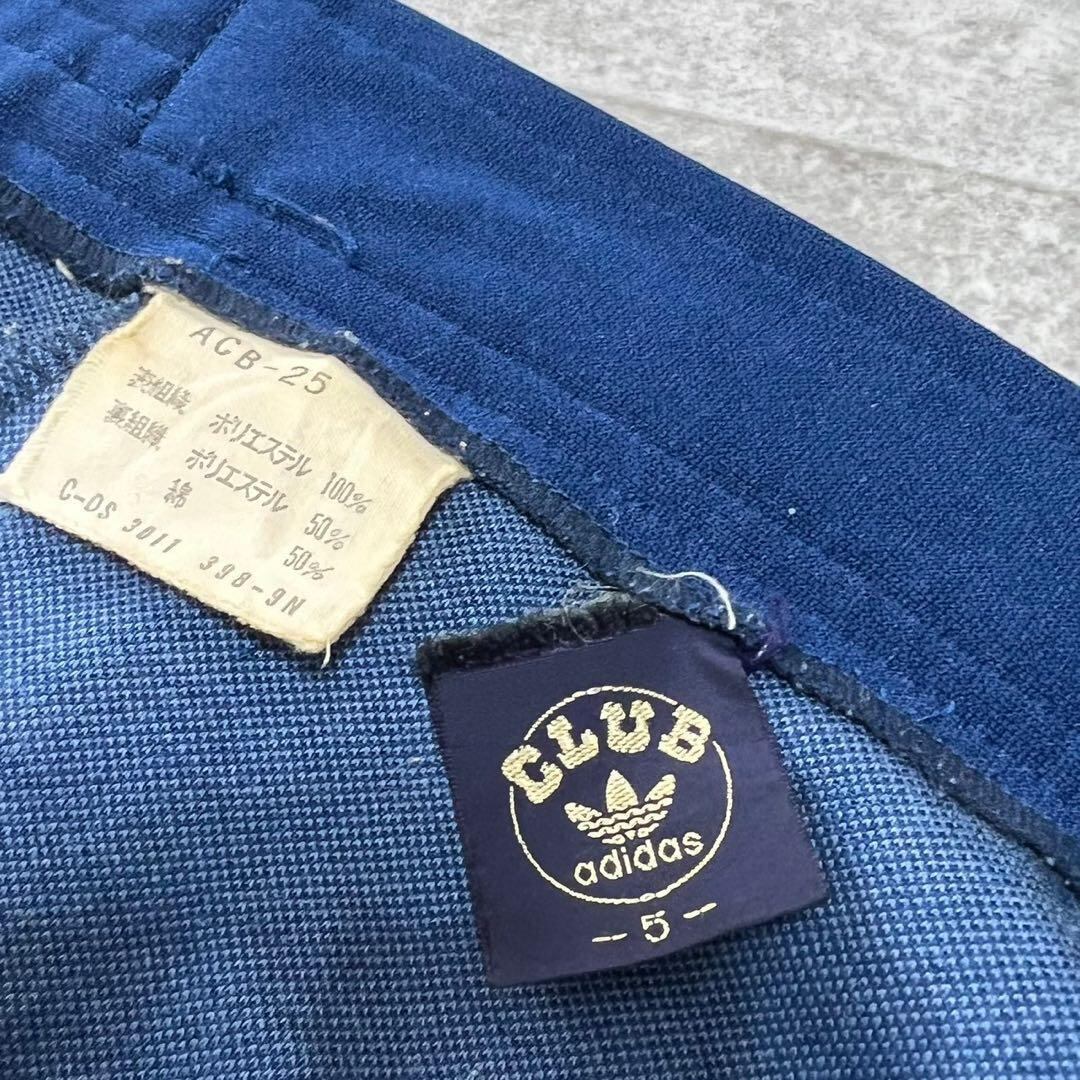 ACB-25
表組織 ポリエステル 100%
裏組織 ポリエステル 50%
綿 50%
C-DS 3011 398-9N
CLUB
adidas
-5-